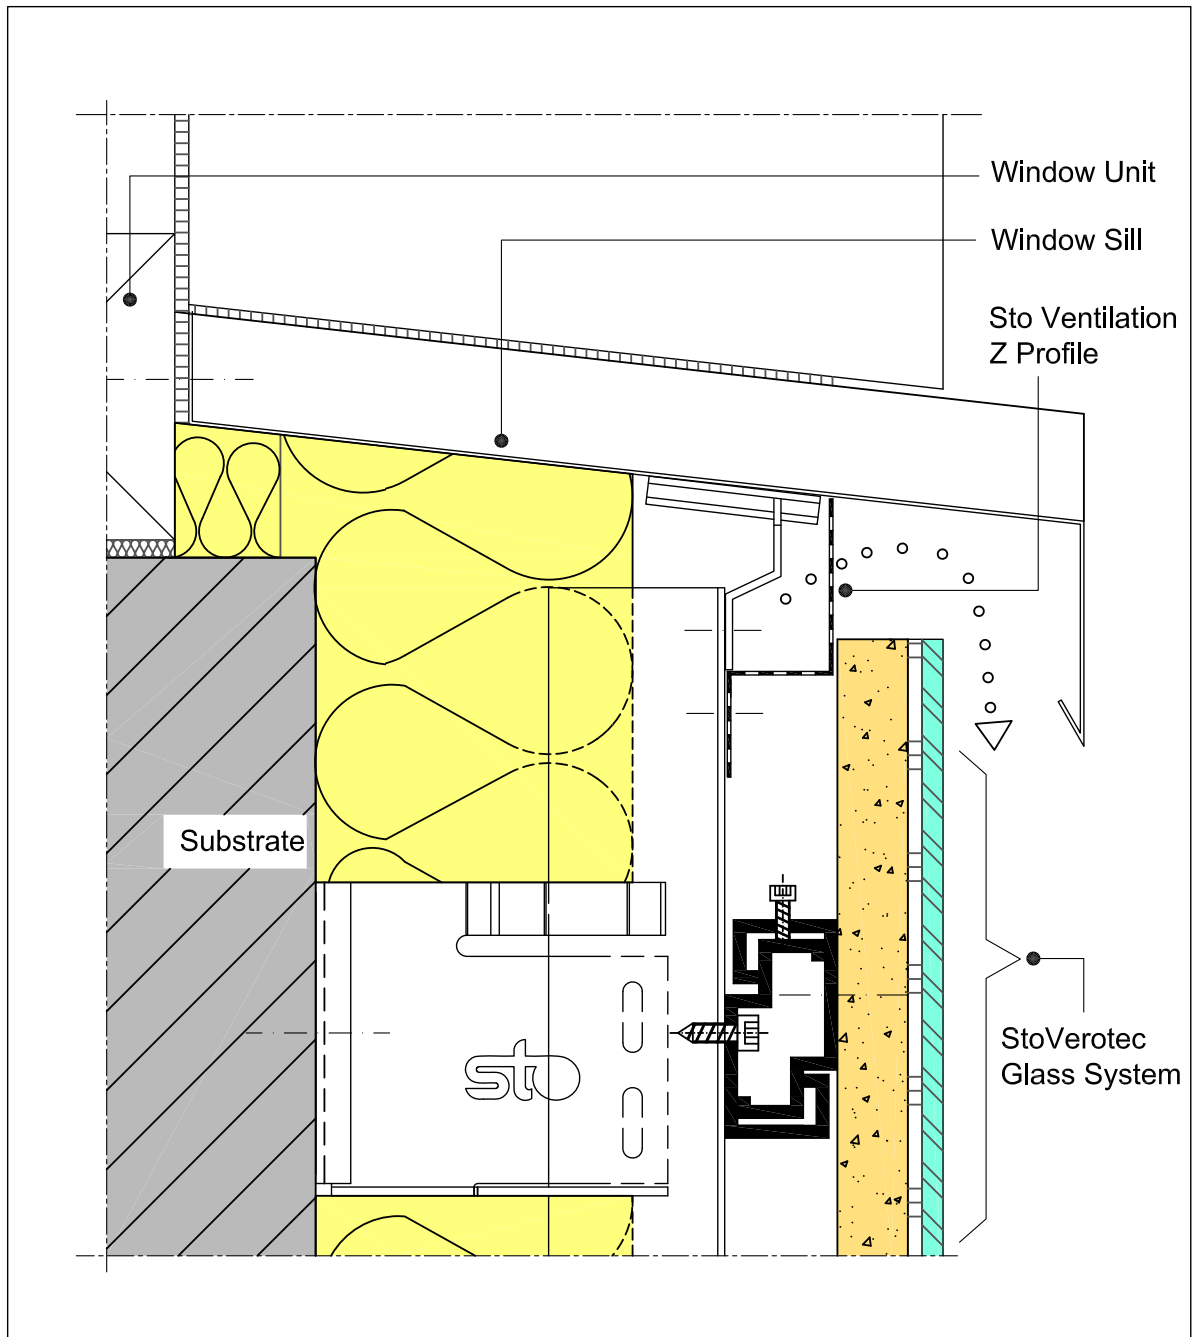 Window Unit
Window Sill
Sto Ventilation
Z Profile
Substrate
sto
StoVerotec
Glass System